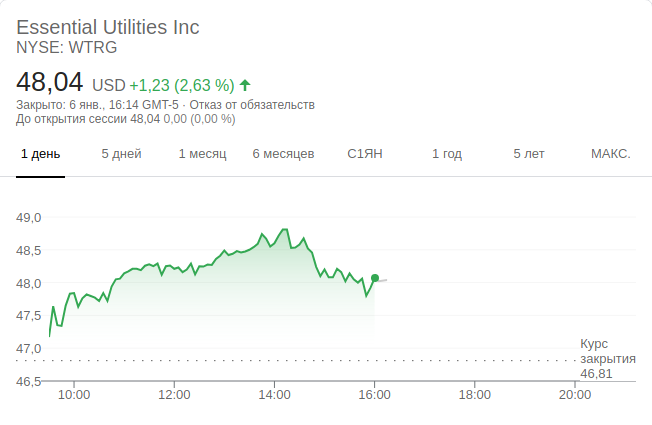 Essential Utilities Inc
NYSE: WTRG
48,04 USD +1,23 (2,63 %)
Закрыто: 6 янв., 16:14 GMT-5 · Отказ от обязательств
До открытия сессии 48,04 0,00 (0,00 %)
1 день 5 дней 1 месяц 6 месяцев С1ЯН 1 год 5 лет МАКС.
49,0
48,5
48,0
47,5
47,0
46,5
Курс
закрытия
46,81
10:00 12:00 14:00 16:00 18:00 20:00